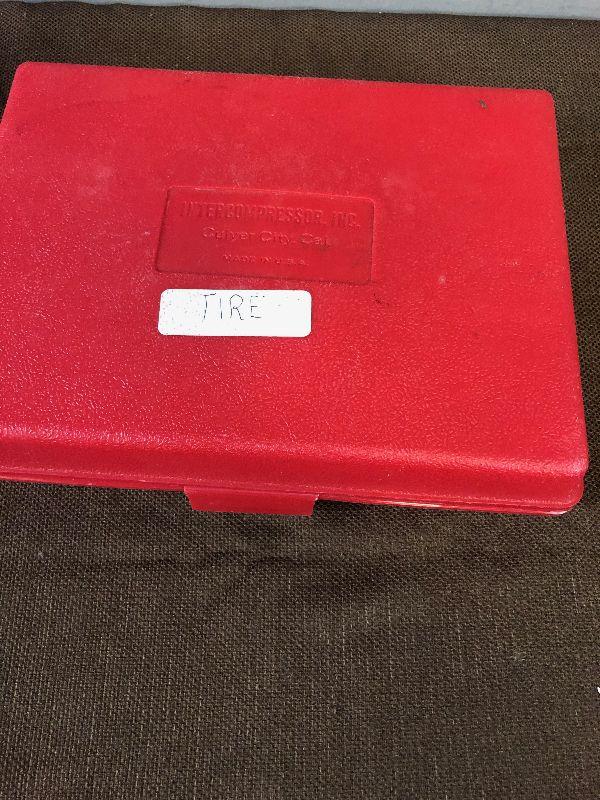 INTERCOMPRESSOR, INC.
Culver City, Cal.
MADE IN U.S.A.
TIRE